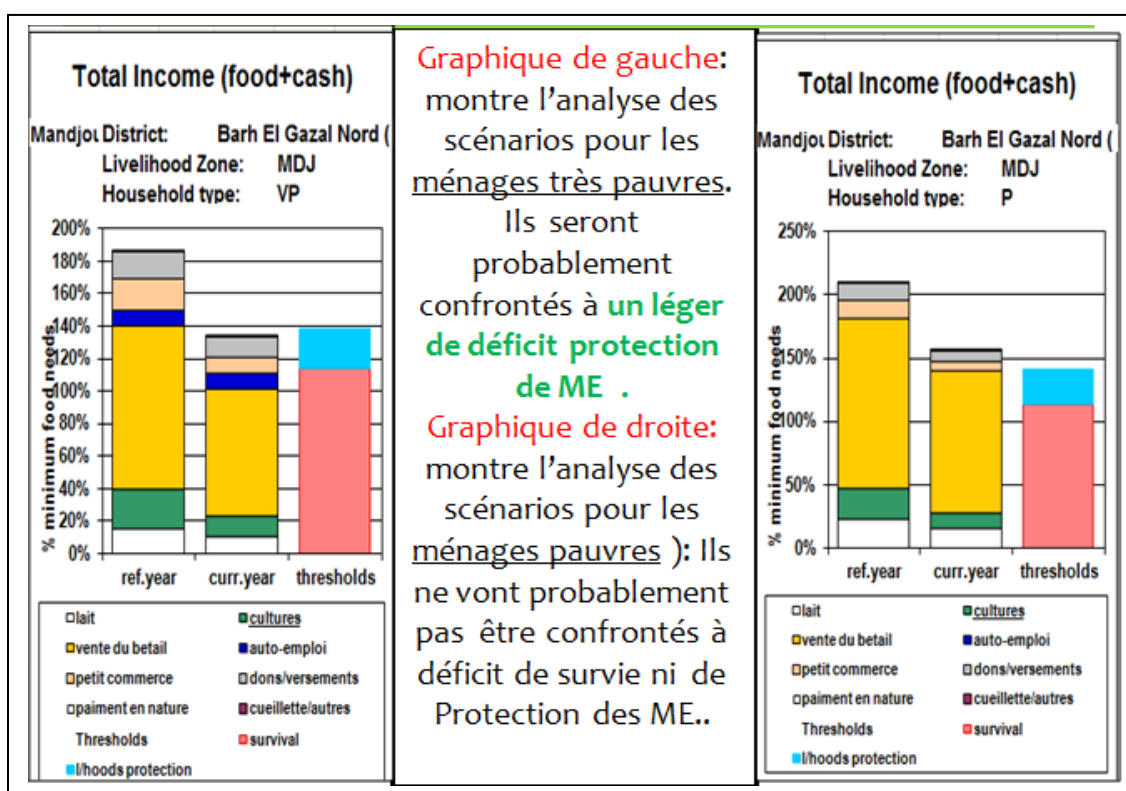 Total Income (food+cash)
Mandjou District: Barh El Gazal Nord (
Livelihood Zone: MDJ
Household type: VP
% minimum food needs
200%
180%
160%
140%
120%
100%
80%
60%
40%
20%
0%
ref.year curr.year thresholds
lait cultures
vente du betail auto-emploi
petit commerce dons/versements
paiment en nature cueillette/autres
Thresholds survival
l/hoods protection
Graphique de gauche:
montre l’analyse des
scénarios pour les
ménages très pauvres.
Ils seront
probablement
confrontés à un léger
de déficit protection
de ME .
Graphique de droite:
montre l’analyse des
scénarios pour les
ménages pauvres ): Ils
ne vont probablement
pas être confrontés à
déficit de survie ni de
Protection des ME..
Total Income (food+cash)
Mandjou District: Barh El Gazal Nord (
Livelihood Zone: MDJ
Household type: P
% minimum food needs
250%
200%
150%
100%
50%
0%
ref.year curr.year thresholds
lait cultures
vente du betail auto-emploi
petit commerce dons/versements
paiment en nature cueillette/autres
Thresholds survival
l/hoods protection